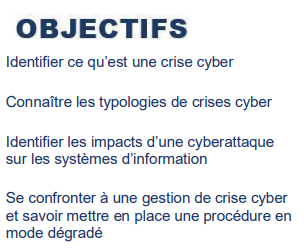 OBJECTIFS
Identifier ce qu'est une crise cyber
Connaître les typologies de crises cyber
Identifier les impacts d'une cyberattaque
sur les systèmes d'information
Se confronter à une gestion de crise cyber
et savoir mettre en place une procédure en
mode dégradé